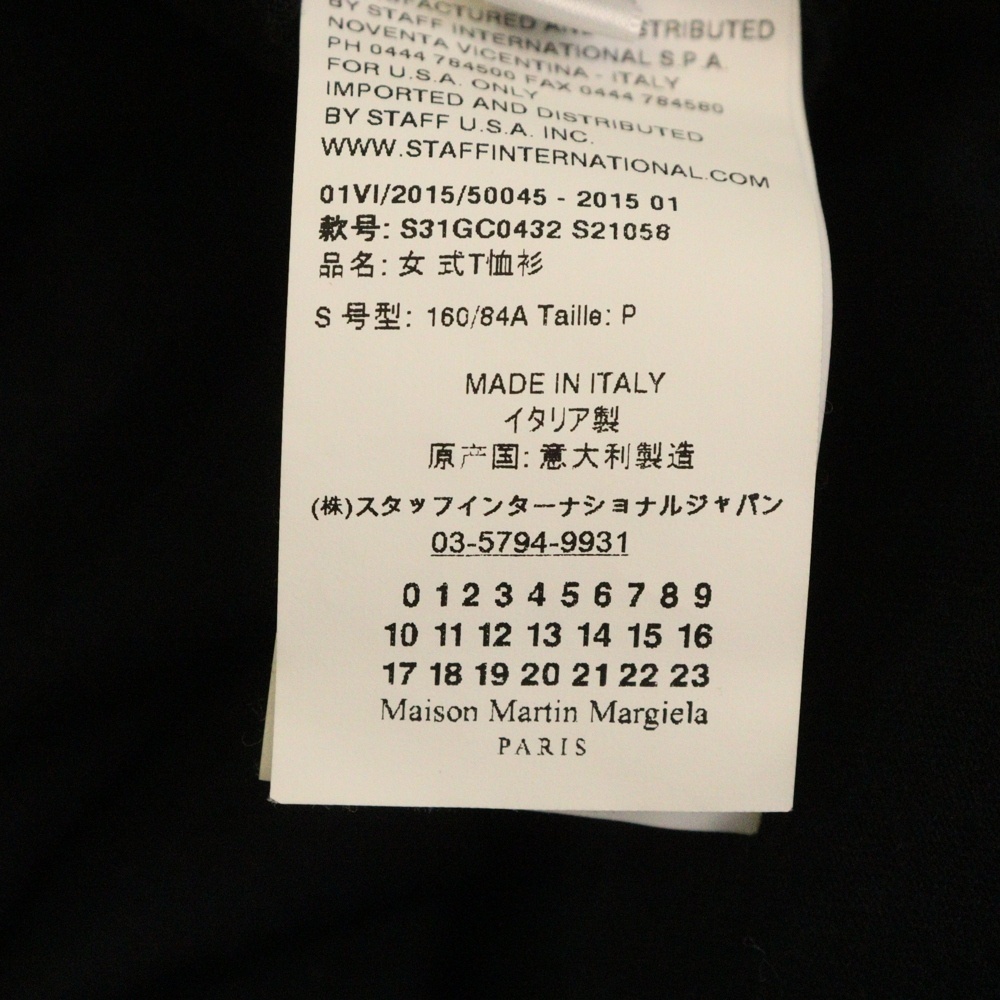 DISTRIBUTED
BY STAFF INTERNATIONAL S.P.A.
NOVENTA VICENTINA - ITALY
PH 0444 784500 FAX 0444 784580
FOR U.S.A. ONLY
IMPORTED AND DISTRIBUTED
BY STAFF U.S.A. INC.
WWW.STAFFINTERNATIONAL.COM
01VI/2015/50045 - 2015 01
款号: S31GC0432 S21058
品名: 女 式T恤衫
S 号型: 160/84A Taille: P
MADE IN ITALY
イタリア製
原产国: 意大利製造
(株)スタッフインターナショナルジャパン
03-5794-9931
0 1 2 3 4 5 6 7 8 9
10 11 12 13 14 15 16
17 18 19 20 21 22 23
Maison Martin Margiela
PARIS